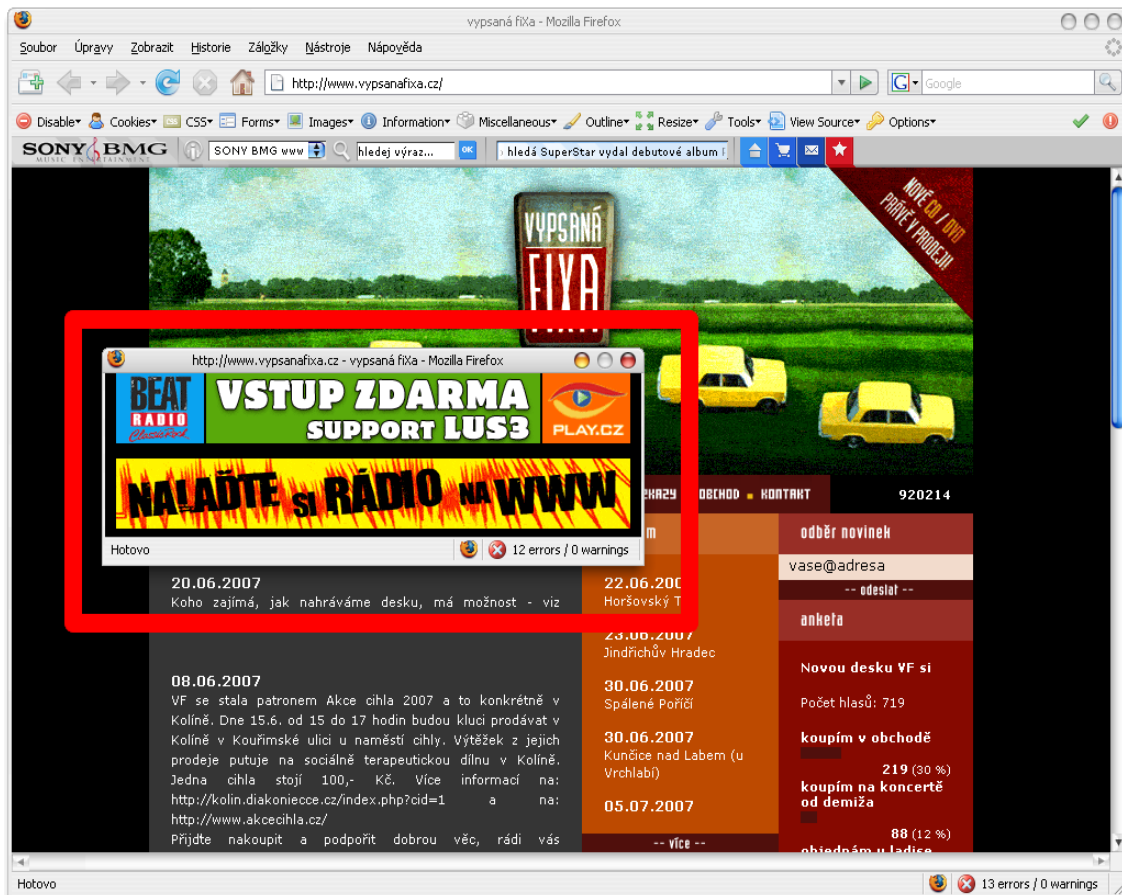 vypsaná fiXa - Mozilla Firefox
Soubor Úpravy Zobrazit Historie Záložky Nástroje Nápověda
http://www.vypsanafixa.cz/
G Google
Disable Cookies CSS Forms Images Information Miscellaneous Outline Resize Tools View Source Options
SONY BMG
MUSIC ENTERTAINMENT
SONY BMG www
hledej výraz...
OK
hledá SuperStar vydal debutové album
NOVÉ CD / DVD
PRÁVĚ V PRODEJI!
VYPSANÁ
FIXA
FIXA
http://www.vypsanafixa.cz - vypsaná fiXa - Mozilla Firefox
BEAT
RADIO
ClassicRock
VSTUP ZDARMA
SUPPORT LUS3
PLAY.CZ
NALAĎTE SI RÁDIO NA WWW
Hotovo
12 errors / 0 warnings
OBCHOD KONTAKT
920214
20.06.2007
Koho zajímá, jak nahráváme desku, má možnost - viz
08.06.2007
VF se stala patronem Akce cihla 2007 a to konkrétně v
Kolíně. Dne 15.6. od 15 do 17 hodin budou kluci prodávat v
Kolíně v Kouřimské ulici u naměstí cihly. Výtěžek z jejich
prodeje putuje na sociálně terapeutickou dílnu v Kolíně.
Jedna cihla stojí 100,- Kč. Více informací na:
http://kolin.diakoniecce.cz/index.php?cid=1 a na:
http://www.akcecihla.cz/
Přijďte nakoupit a podpořit dobrou věc, rádi vás
22.06.200
Horšovský T
23.06.2007
Jindřichův Hradec
30.06.2007
Spálené Poříčí
30.06.2007
Kunčice nad Labem (u
Vrchlabí)
05.07.2007
-- více --
odběr novinek
vase@adresa
-- odeslat --
anketa
Novou desku VF si
Počet hlasů: 719
koupím v obchodě
219 (30 %)
koupím na koncertě
od demiža
88 (12 %)
objednám u ladise
Hotovo
13 errors / 0 warnings